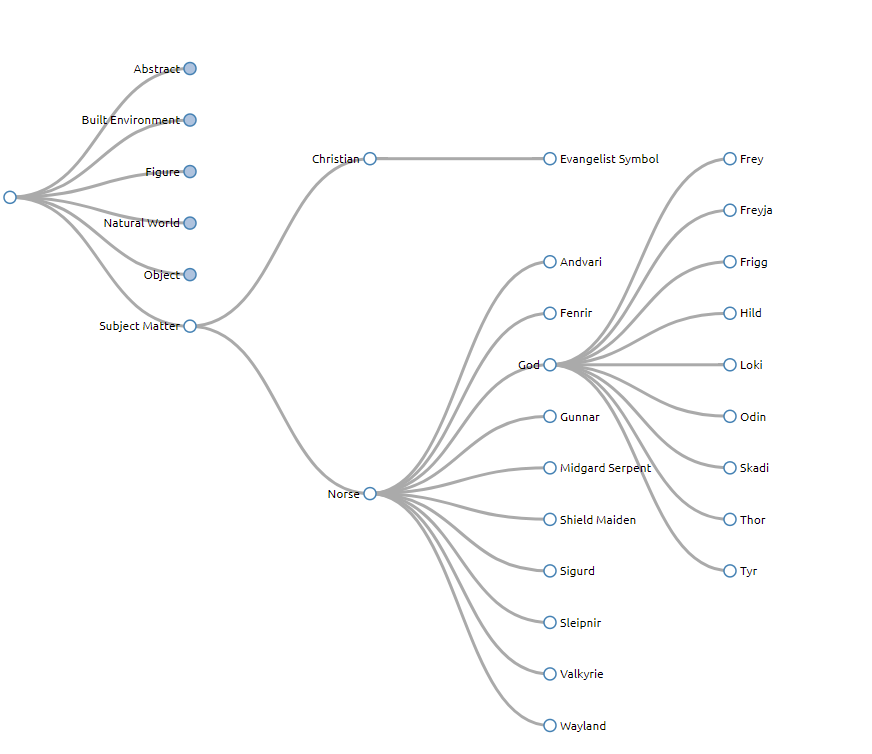 Abstract
Built Environment
Figure
Natural World
Object
Subject Matter
Christian
Norse
Evangelist Symbol
Andvari
Fenrir
God
Gunnar
Midgard Serpent
Shield Maiden
Sigurd
Sleipnir
Valkyrie
Wayland
Frey
Freyja
Frigg
Hild
Loki
Odin
Skadi
Thor
Tyr